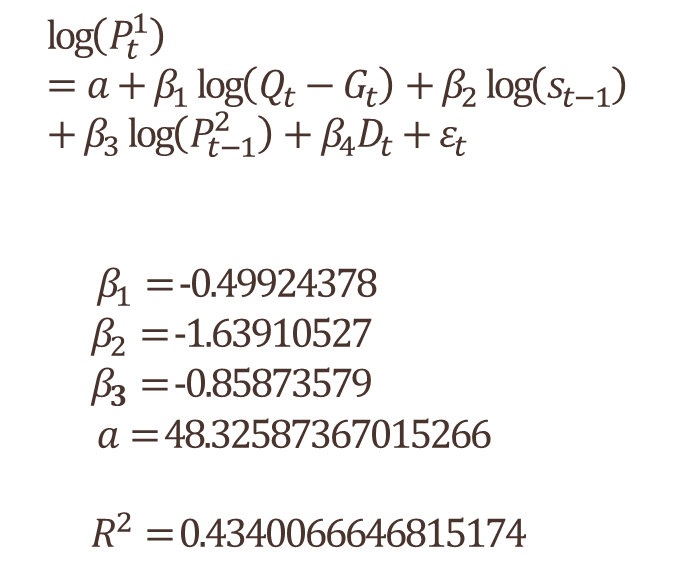 log(P_t^1)
= a + β_1 log(Q_t − G_t) + β_2 log(s_{t−1})
+ β_3 log(P_{t−1}^2) + β_4 D_t + ε_t
β_1 =-0.49924378
β_2 =-1.63910527
β_3 =-0.85873579
a =48.32587367015266
R^2 =0.4340066646815174